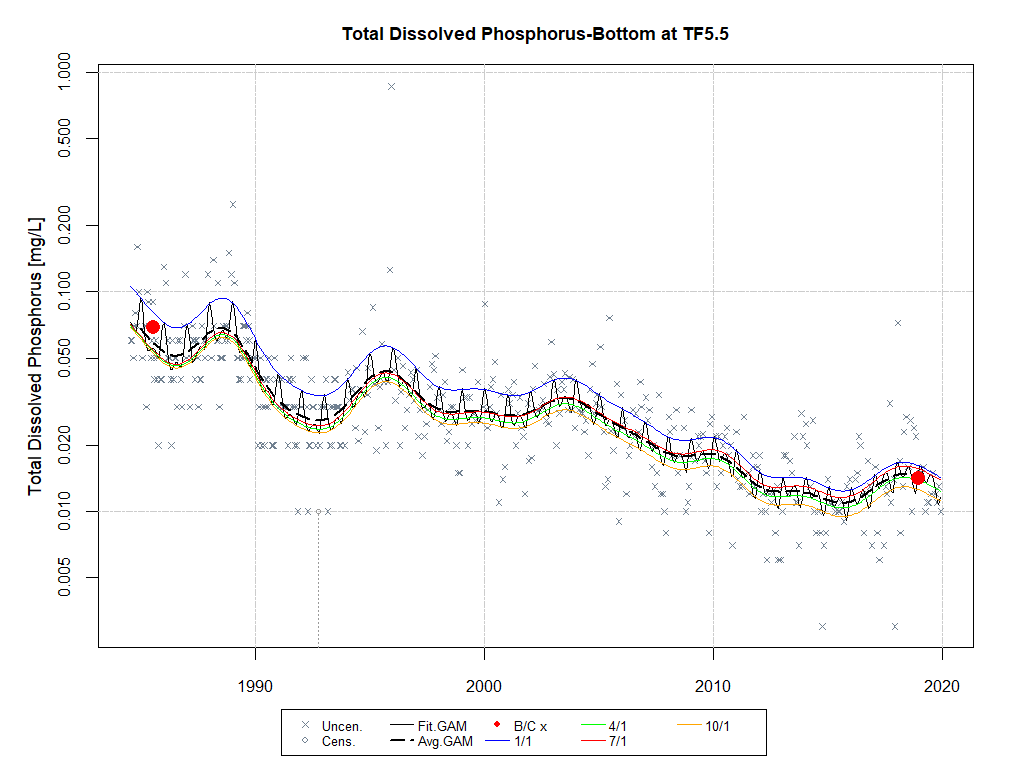 Total Dissolved Phosphorus-Bottom at TF5.5
Total Dissolved Phosphorus [mg/L]
1.000
0.500
0.200
0.100
0.050
0.020
0.010
0.005
1990 2000 2010 2020
Uncen. Fit.GAM B/C x 4/1 10/1
Cens. Avg.GAM 1/1 7/1